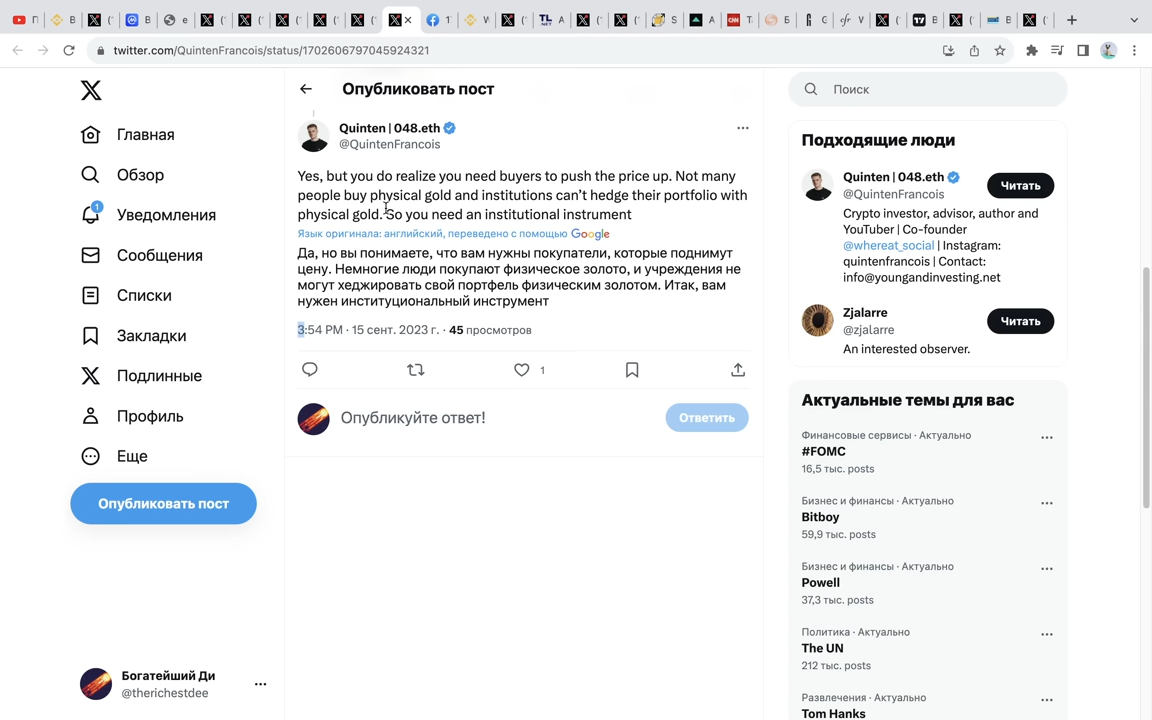 twitter.com/QuintenFrancois/status/1702606797045924321
Главная
Обзор
1
Уведомления
Сообщения
Списки
Закладки
Подлинные
Профиль
Еще
Опубликовать пост
Богатейший Ди
@therichestdee
Опубликовать пост
Quinten | 048.eth
@QuintenFrancois
Yes, but you do realize you need buyers to push the price up. Not many
people buy physical gold and institutions can’t hedge their portfolio with
physical gold. So you need an institutional instrument
Язык оригинала: английский, переведено с помощью Google
Да, но вы понимаете, что вам нужны покупатели, которые поднимут
цену. Немногие люди покупают физическое золото, и учреждения не
могут хеджировать свой портфель физическим золотом. Итак, вам
нужен институциональный инструмент
3:54 PM · 15 сент. 2023 г. · 45 просмотров
1
Опубликуйте ответ!
Ответить
Поиск
Подходящие люди
Quinten | 048.eth
@QuintenFrancois
Читать
Crypto investor, advisor, author and
YouTuber | Co-founder
@whereat_social | Instagram:
quintenfrancois | Contact:
info@youngandinvesting.net
Zjalarre
@zjalarre
Читать
An interested observer.
Актуальные темы для вас
Финансовые сервисы · Актуально
#FOMC
16,5 тыс. posts
Бизнес и финансы · Актуально
Bitboy
59,9 тыс. posts
Бизнес и финансы · Актуально
Powell
37,3 тыс. posts
Политика · Актуально
The UN
212 тыс. posts
Развлечения · Актуально
Tom Hanks